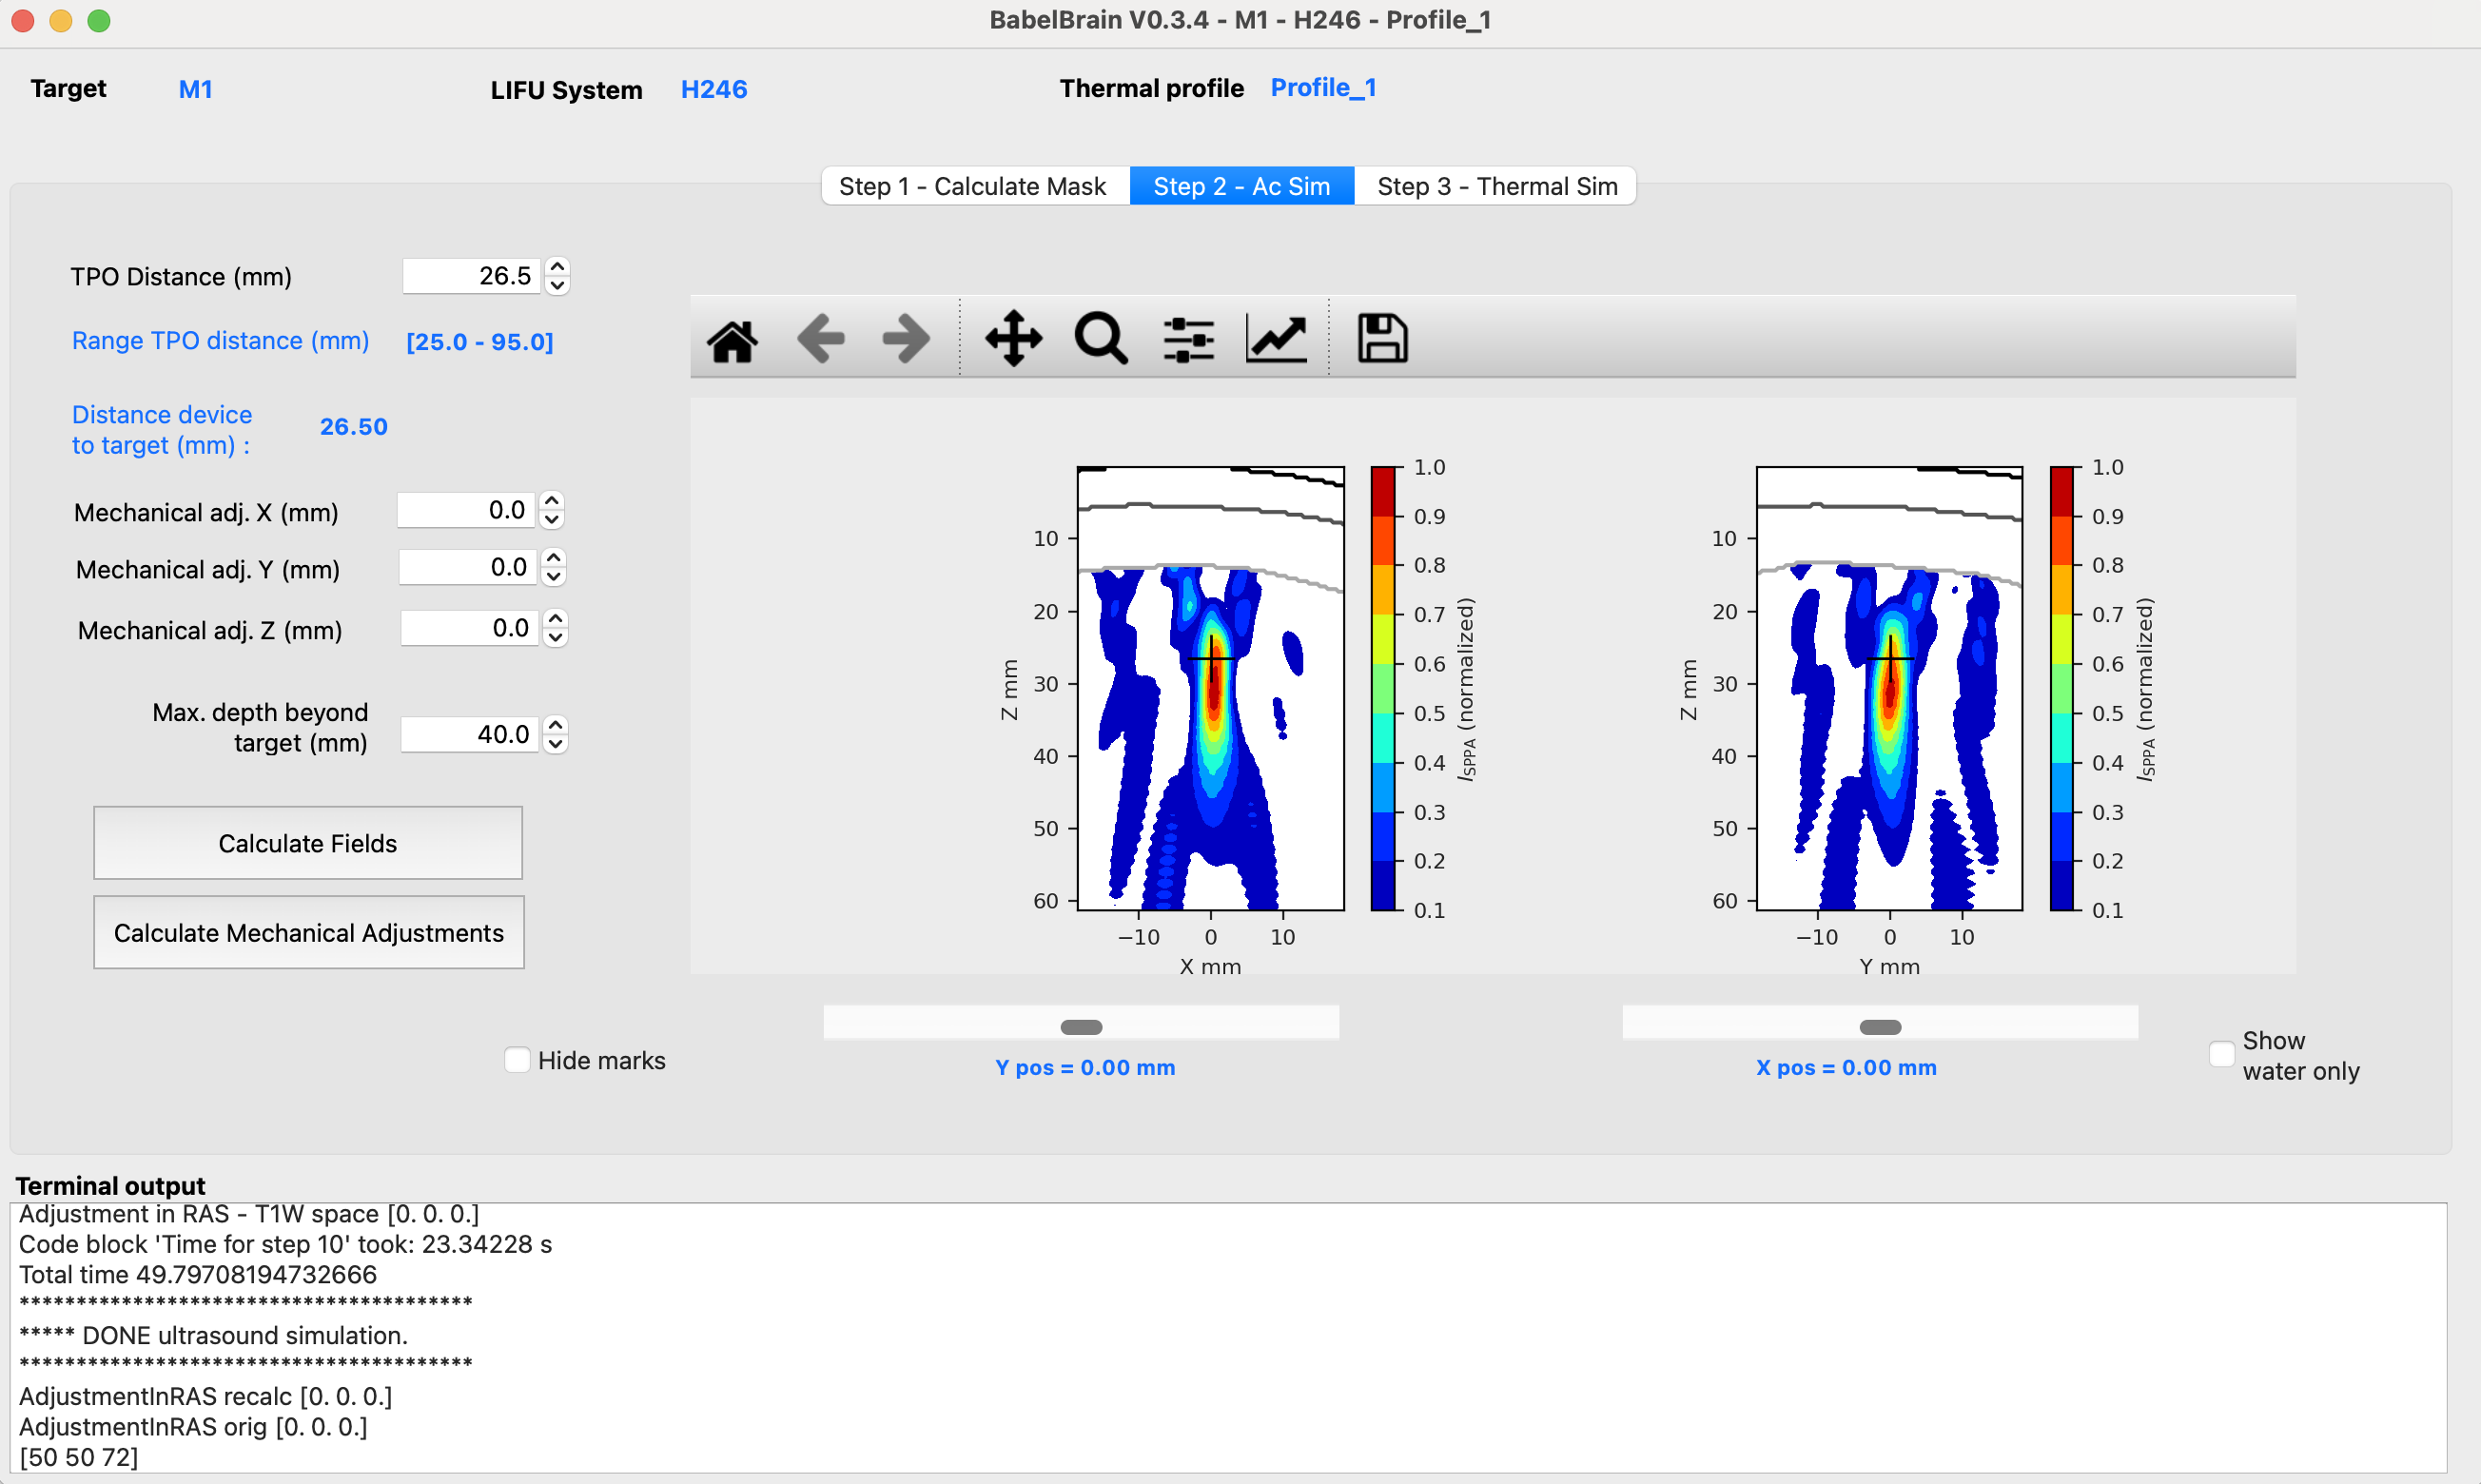 BabelBrain V0.3.4 - M1 - H246 - Profile_1
Target M1 LIFU System H246 Thermal profile Profile_1
Step 1 - Calculate Mask Step 2 - Ac Sim Step 3 - Thermal Sim
TPO Distance (mm) 26.5
Range TPO distance (mm) [25.0 - 95.0]
Distance device
to target (mm) : 26.50
Mechanical adj. X (mm) 0.0
Mechanical adj. Y (mm) 0.0
Mechanical adj. Z (mm) 0.0
Max. depth beyond
target (mm) 40.0
Calculate Fields
Calculate Mechanical Adjustments
Hide marks
Z mm
10
20
30
40
50
60
−10 0 10
X mm
1.0
0.9
0.8
0.7
0.6
0.5
0.4
0.3
0.2
0.1
ISPPA (normalized)
Y pos = 0.00 mm
Z mm
10
20
30
40
50
60
−10 0 10
Y mm
1.0
0.9
0.8
0.7
0.6
0.5
0.4
0.3
0.2
0.1
ISPPA (normalized)
X pos = 0.00 mm
Show
water only
Terminal output
Adjustment in RAS - T1W space [0. 0. 0.]
Code block 'Time for step 10' took: 23.34228 s
Total time 49.79708194732666
****************************************
***** DONE ultrasound simulation.
****************************************
AdjustmentInRAS recalc [0. 0. 0.]
AdjustmentInRAS orig [0. 0. 0.]
[50 50 72]